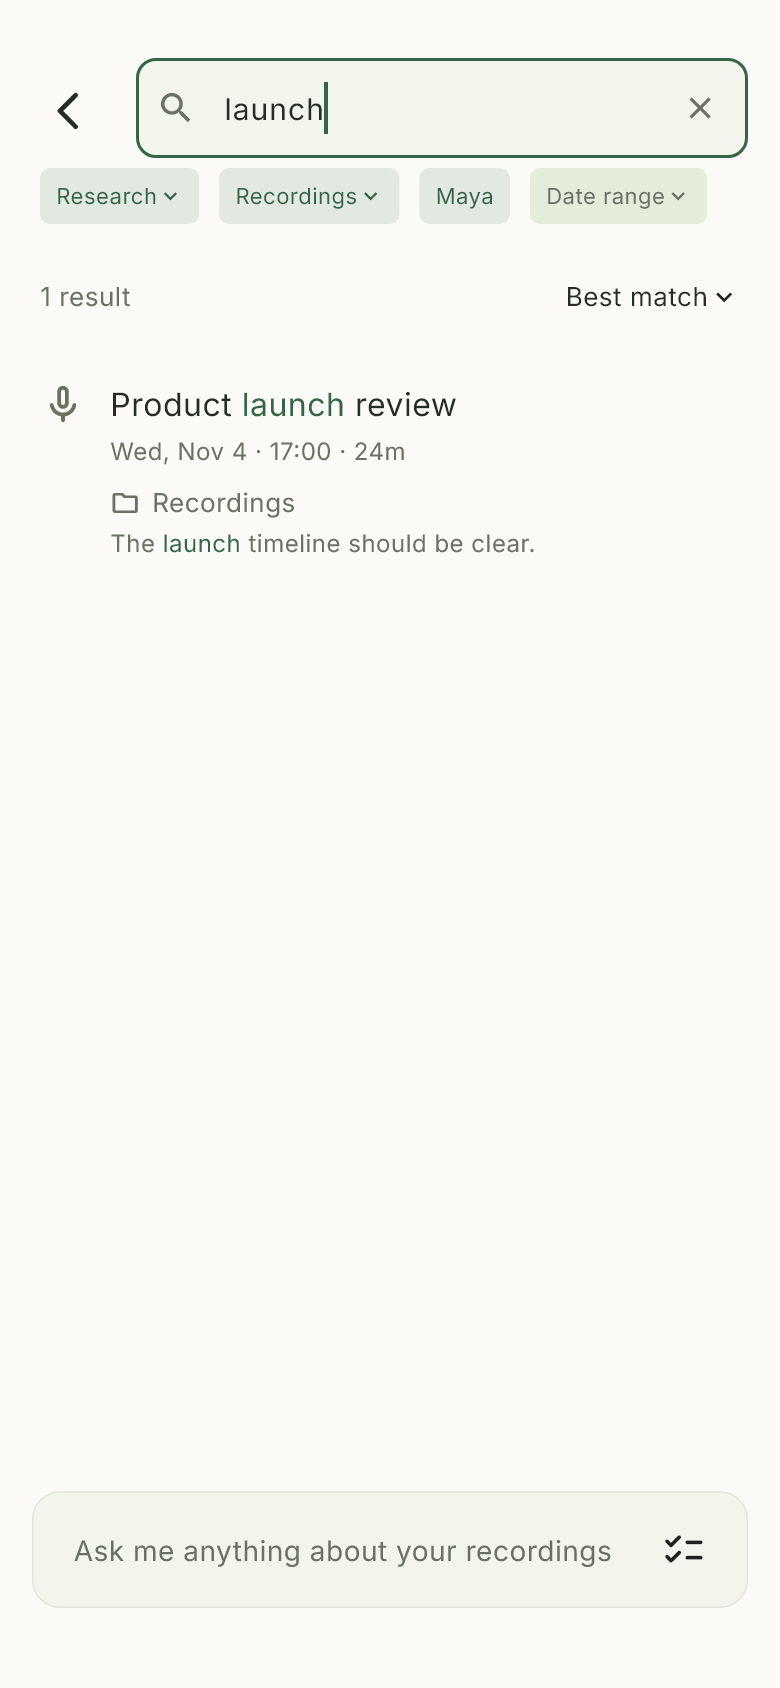 launch
Research Recordings Maya Date range
1 result Best match
Product launch review
Wed, Nov 4 · 17:00 · 24m
Recordings
The launch timeline should be clear.
Ask me anything about your recordings